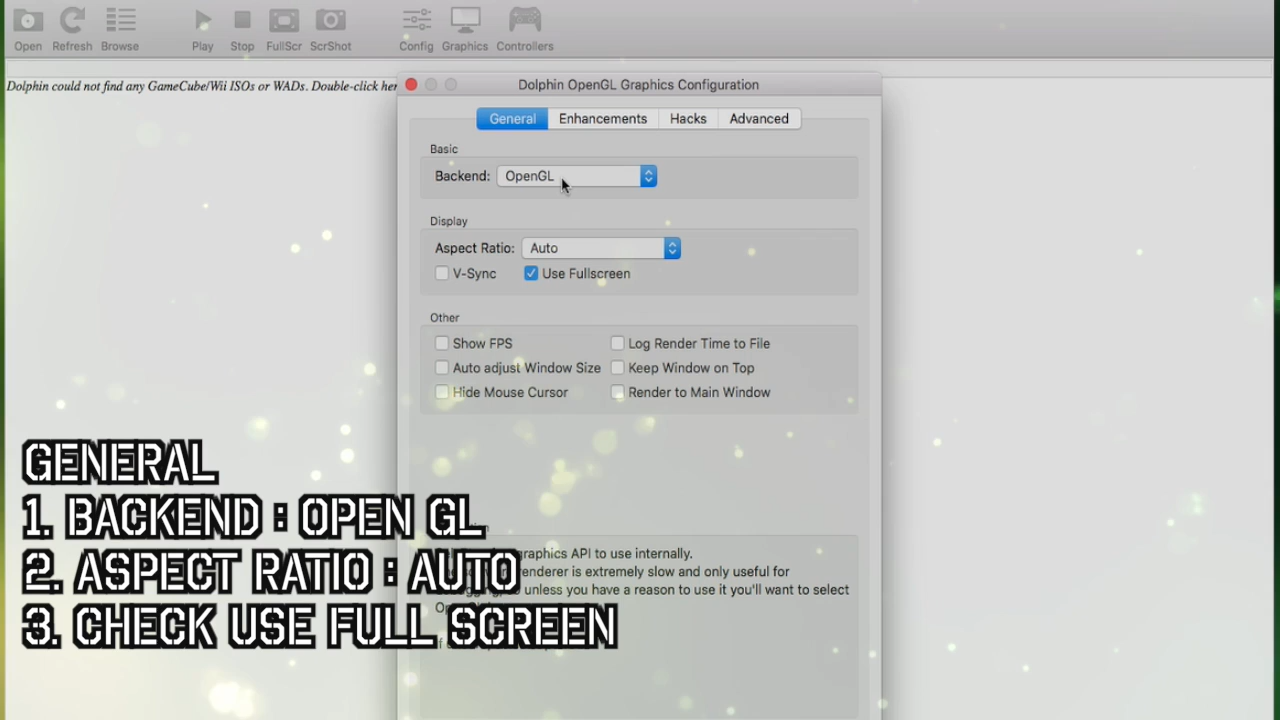 Open Refresh Browse Play Stop FullScr ScrShot Config Graphics Controllers
Dolphin could not find any GameCube/Wii ISOs or WADs. Double-click
Dolphin OpenGL Graphics Configuration
General Enhancements Hacks Advanced
Basic
Backend: OpenGL
Display
Aspect Ratio: Auto
V-Sync Use Fullscreen
Other
Show FPS Log Render Time to File
Auto adjust Window Size Keep Window on Top
Hide Mouse Cursor Render to Main Window
GENERAL
1. BACKEND : OPEN GL
2. ASPECT RATIO : AUTO
3. CHECK USE FULL SCREEN
graphics API to use internally.
renderer is extremely slow and only useful for
so unless you have a reason to use it you'll want to select